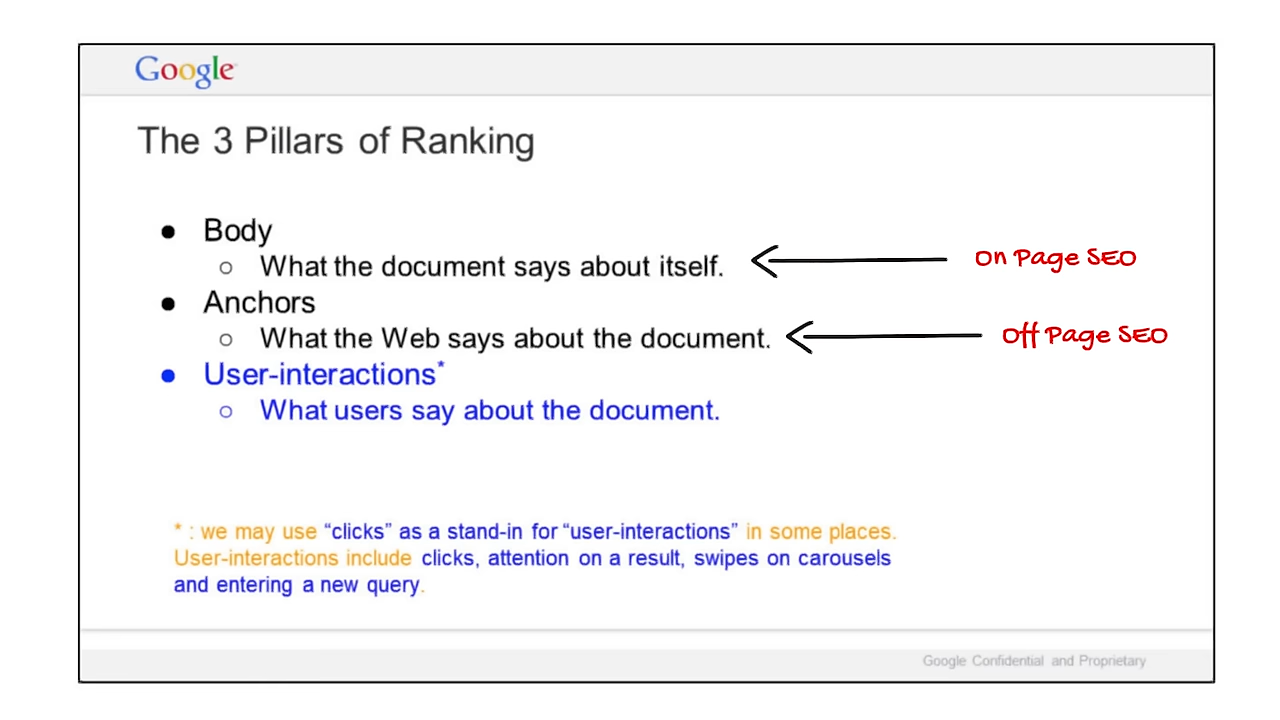 Google
The 3 Pillars of Ranking
● Body
○ What the document says about itself.
On Page SEO
● Anchors
○ What the Web says about the document.
Off Page SEO
● User-interactions*
○ What users say about the document.
* : we may use “clicks” as a stand-in for “user-interactions” in some places.
User-interactions include clicks, attention on a result, swipes on carousels
and entering a new query.
Google Confidential and Proprietary